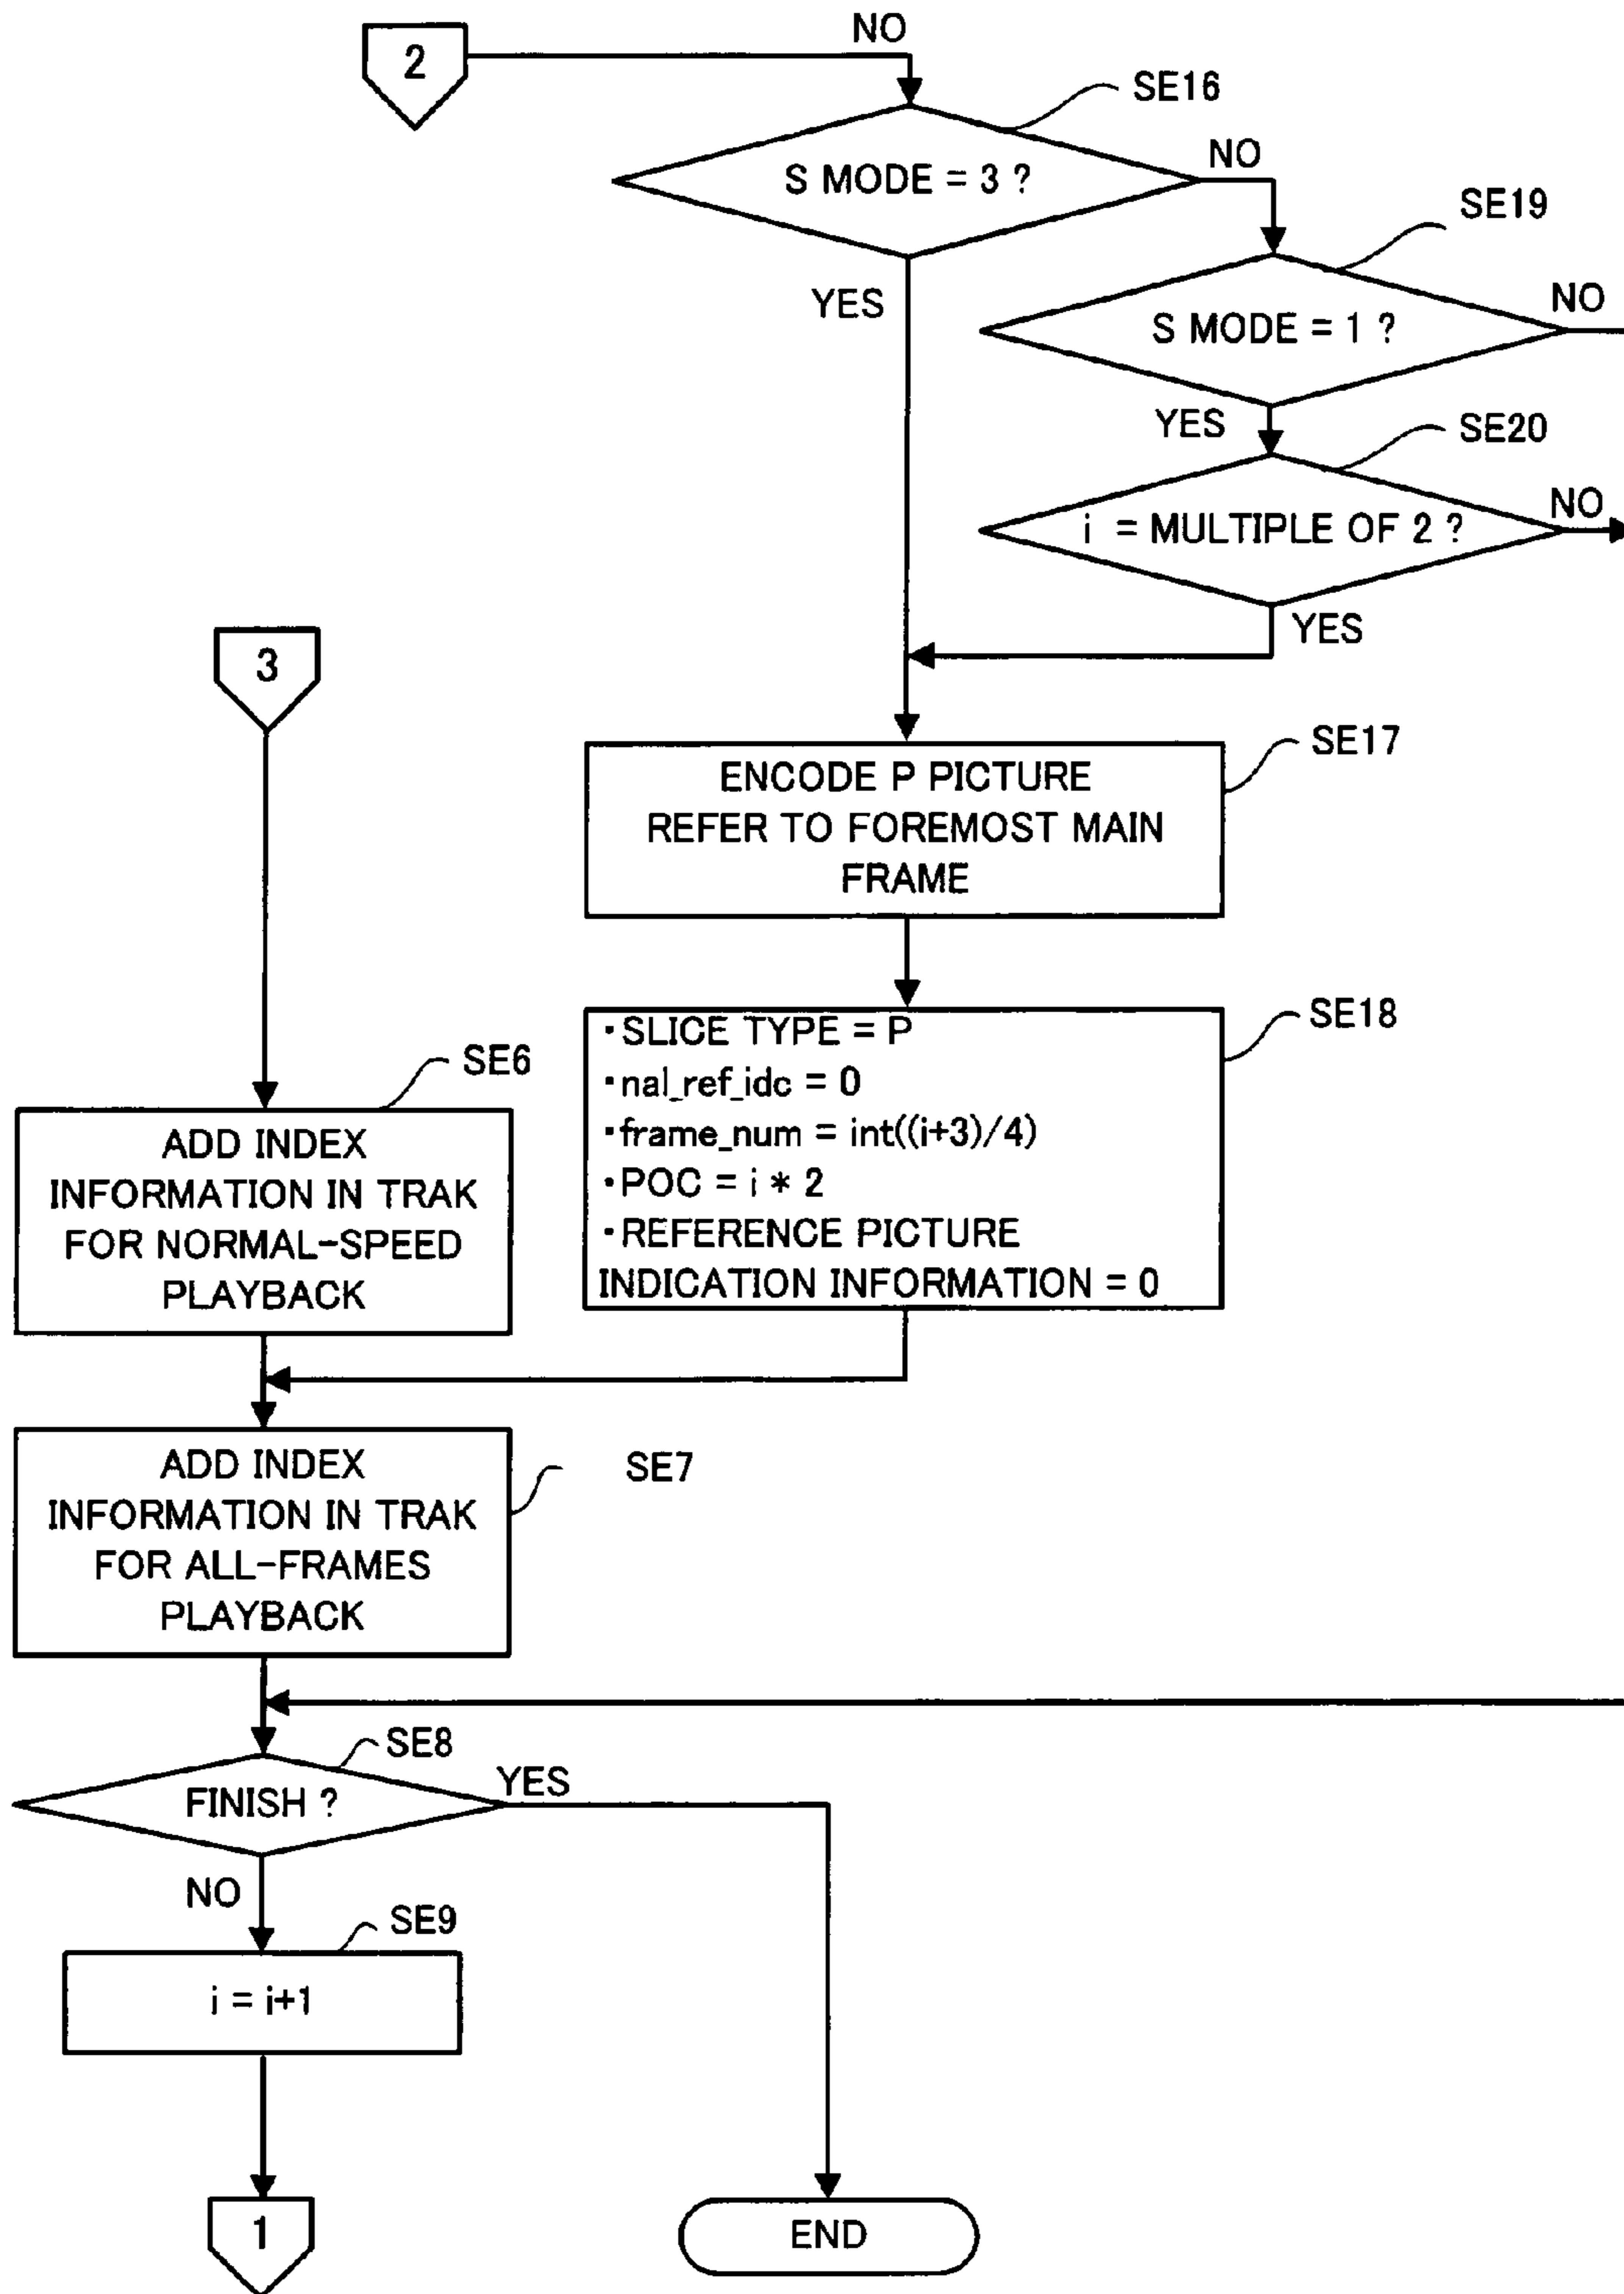 2
NO
SE16
S MODE = 3 ?
NO
YES
SE19
S MODE = 1 ?
NO
YES
SE20
i = MULTIPLE OF 2 ?
NO
YES
3
SE17
ENCODE P PICTURE
REFER TO FOREMOST MAIN
FRAME
SE18
・SLICE TYPE = P
・nal_ref_idc = 0
・frame_num = int((i+3)/4)
・POC = i * 2
・REFERENCE PICTURE
INDICATION INFORMATION = 0
SE6
ADD INDEX
INFORMATION IN TRAK
FOR NORMAL-SPEED
PLAYBACK
SE7
ADD INDEX
INFORMATION IN TRAK
FOR ALL-FRAMES
PLAYBACK
SE8
FINISH ?
YES
NO
SE9
i = i+1
1
END